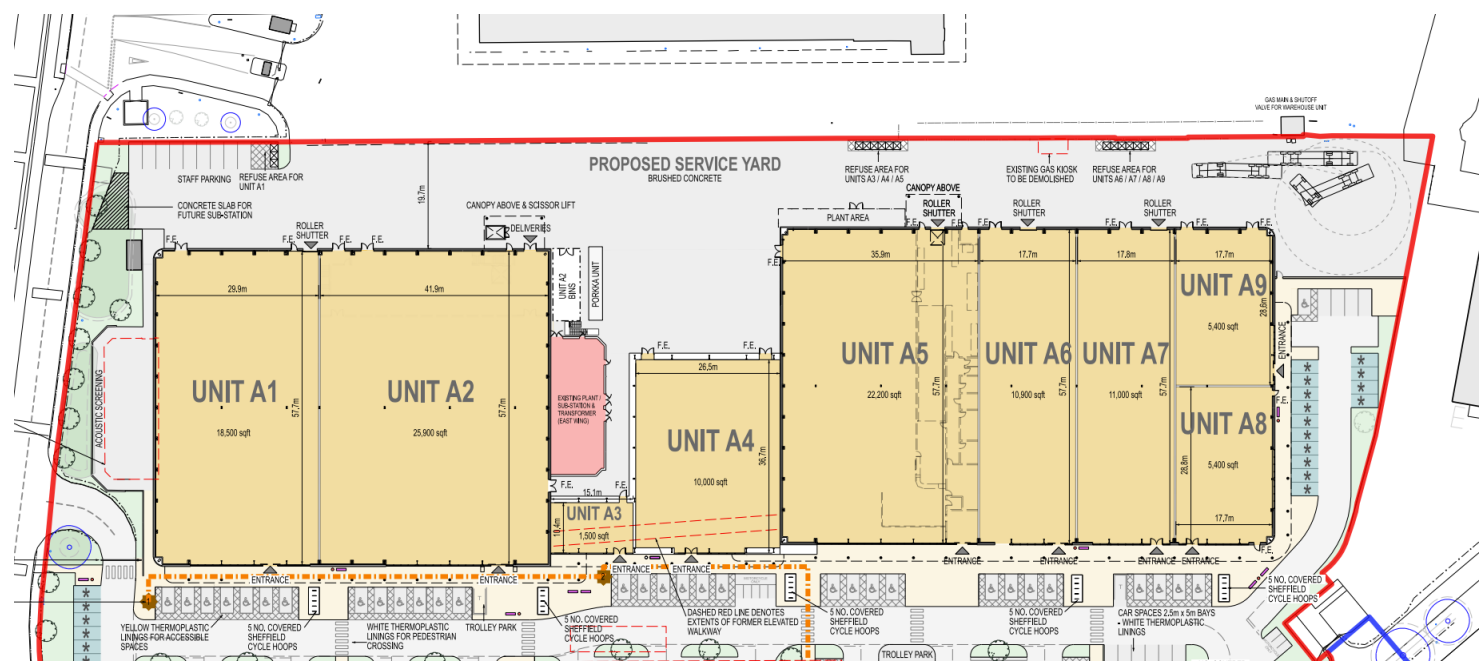 GAS MAIN & SHUTOFF
VALVE FOR WAREHOUSE UNIT
PROPOSED SERVICE YARD
BRUSHED CONCRETE
STAFF PARKING
REFUSE AREA FOR
UNIT A1
REFUSE AREA FOR
UNITS A3 / A4 / A5
EXISTING GAS KIOSK
TO BE DEMOLISHED
REFUSE AREA FOR
UNITS A6 / A7 / A8 / A9
CONCRETE SLAB FOR
FUTURE SUB-STATION
19.7m
CANOPY ABOVE & SCISSOR LIFT
DELIVERIES
CANOPY ABOVE
ROLLER
SHUTTER
PLANT AREA
ROLLER
SHUTTER
ROLLER
SHUTTER
ROLLER
SHUTTER
F.E.
F.E.
F.E.
F.E.
F.E.
F.E.
F.E.
F.E.
F.E.
F.E.
UNIT A2
BINS
PORKKA UNIT
29,9m
41,9m
35,9m
17,7m
17,8m
17,7m
UNIT A9
5,400 sqft
28,6m
ENTRANCE
UNIT A1
18,500 sqft
57,7m
UNIT A2
25,900 sqft
57,7m
ACOUSTIC SCREENING
EXISTING PLANT /
SUB-STATION &
TRANSFORMER
(EAST WING)
F.E.
F.E.
26,5m
UNIT A4
10,000 sqft
36,7m
UNIT A5
22,200 sqft
57,7m
UNIT A6
10,900 sqft
UNIT A7
11,000 sqft
57,7m
UNIT A8
5,400 sqft
28,8m
17,7m
F.E.
F.E.
F.E.
F.E.
15,1m
UNIT A3
1,500 sqft
10,4m
ENTRANCE
ENTRANCE
ENTRANCE
ENTRANCE
ENTRANCE
ENTRANCE
ENTRANCE
ENTRANCE
YELLOW THERMOPLASTIC
LININGS FOR ACCESSIBLE
SPACES
5 NO. COVERED
SHEFFIELD
CYCLE HOOPS
WHITE THERMOPLASTIC
LININGS FOR PEDESTRIAN
CROSSING
TROLLEY PARK
5 NO. COVERED
SHEFFIELD
CYCLE HOOPS
DASHED RED LINE DENOTES
EXTENTS OF FORMER ELEVATED
WALKWAY
5 NO. COVERED
SHEFFIELD
CYCLE HOOPS
TROLLEY PARK
5 NO. COVERED
SHEFFIELD
CYCLE HOOPS
CAR SPACES 2.5m x 5m BAYS
- WHITE THERMOPLASTIC
LININGS
5 NO. COVERED
SHEFFIELD
CYCLE HOOPS